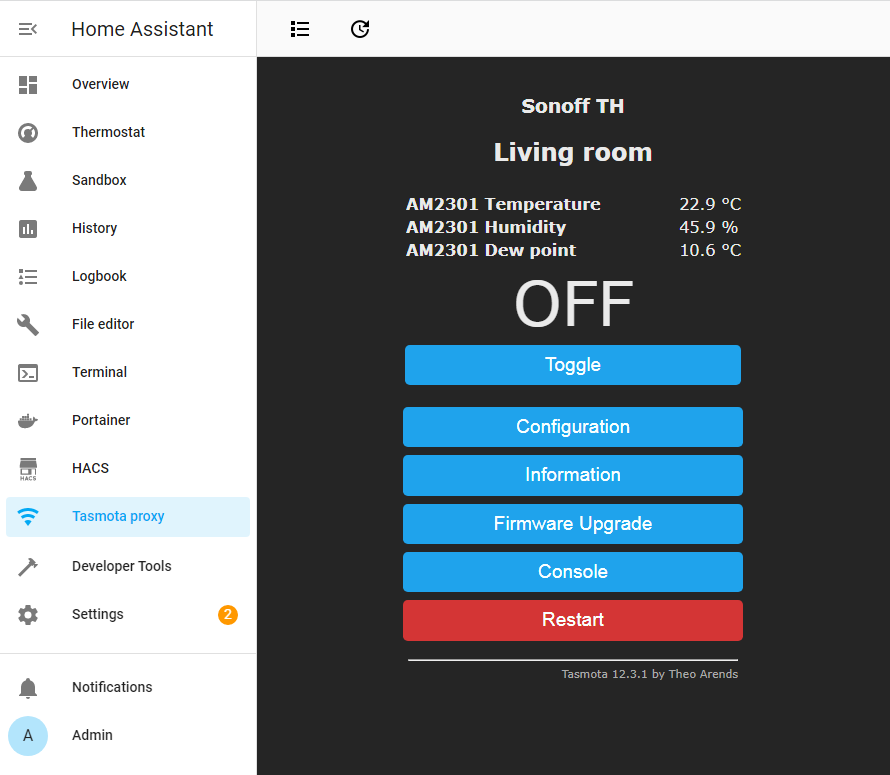 Home Assistant
Overview
Thermostat
Sandbox
History
Logbook
File editor
Terminal
Portainer
HACS
HACS
Tasmota proxy
Developer Tools
Settings 2
Notifications
A Admin
Sonoff TH
Living room
AM2301 Temperature 22.9 °C
AM2301 Humidity 45.9 %
AM2301 Dew point 10.6 °C
OFF
Toggle
Configuration
Information
Firmware Upgrade
Console
Restart
Tasmota 12.3.1 by Theo Arends